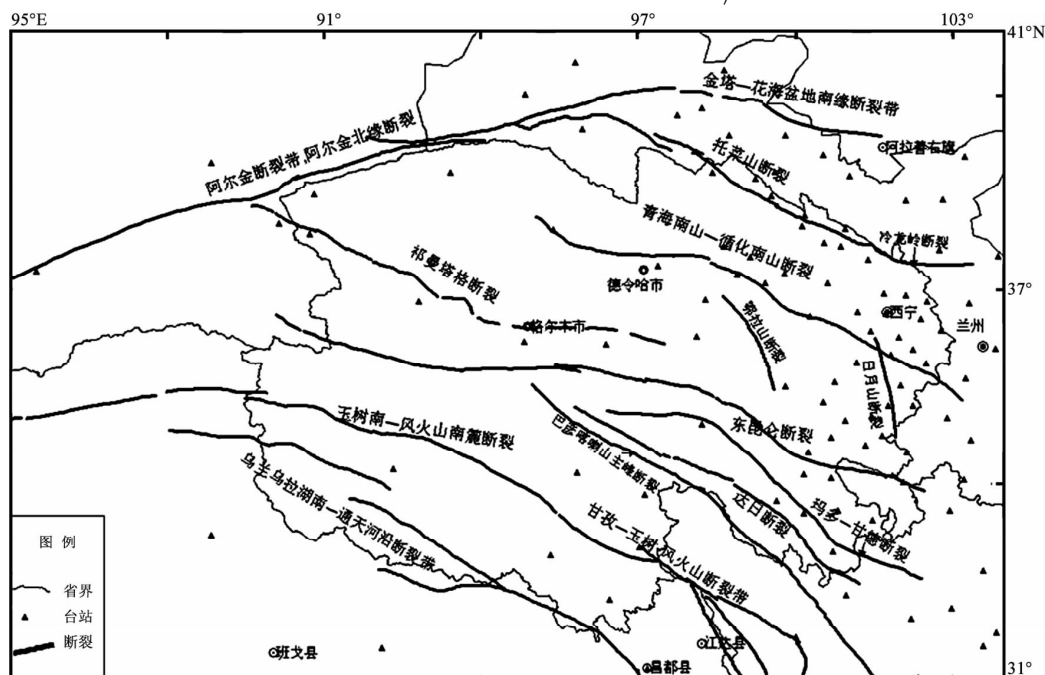 95°E 91° 97° 103°
41°N
金塔—花海盆地南缘断裂带
阿拉善右旗
阿尔金断裂带,阿尔金北缘断裂
托莱山断裂
青海南山—循化南山断裂
冷龙岭断裂
祁曼塔格断裂
德令哈市
37°
鄂拉山断裂
西宁
兰州
格尔木市
日月山断裂
玉树南—风火山南麓断裂
东昆仑断裂
巴彦喀喇山主峰断裂
乌兰乌拉湖南—通天河沿断裂带
达日断裂
玛多—甘德断裂
甘孜—玉树-风火山断裂带
图 例
省界
台站
断裂
班戈县
江达县
昌都县
31°